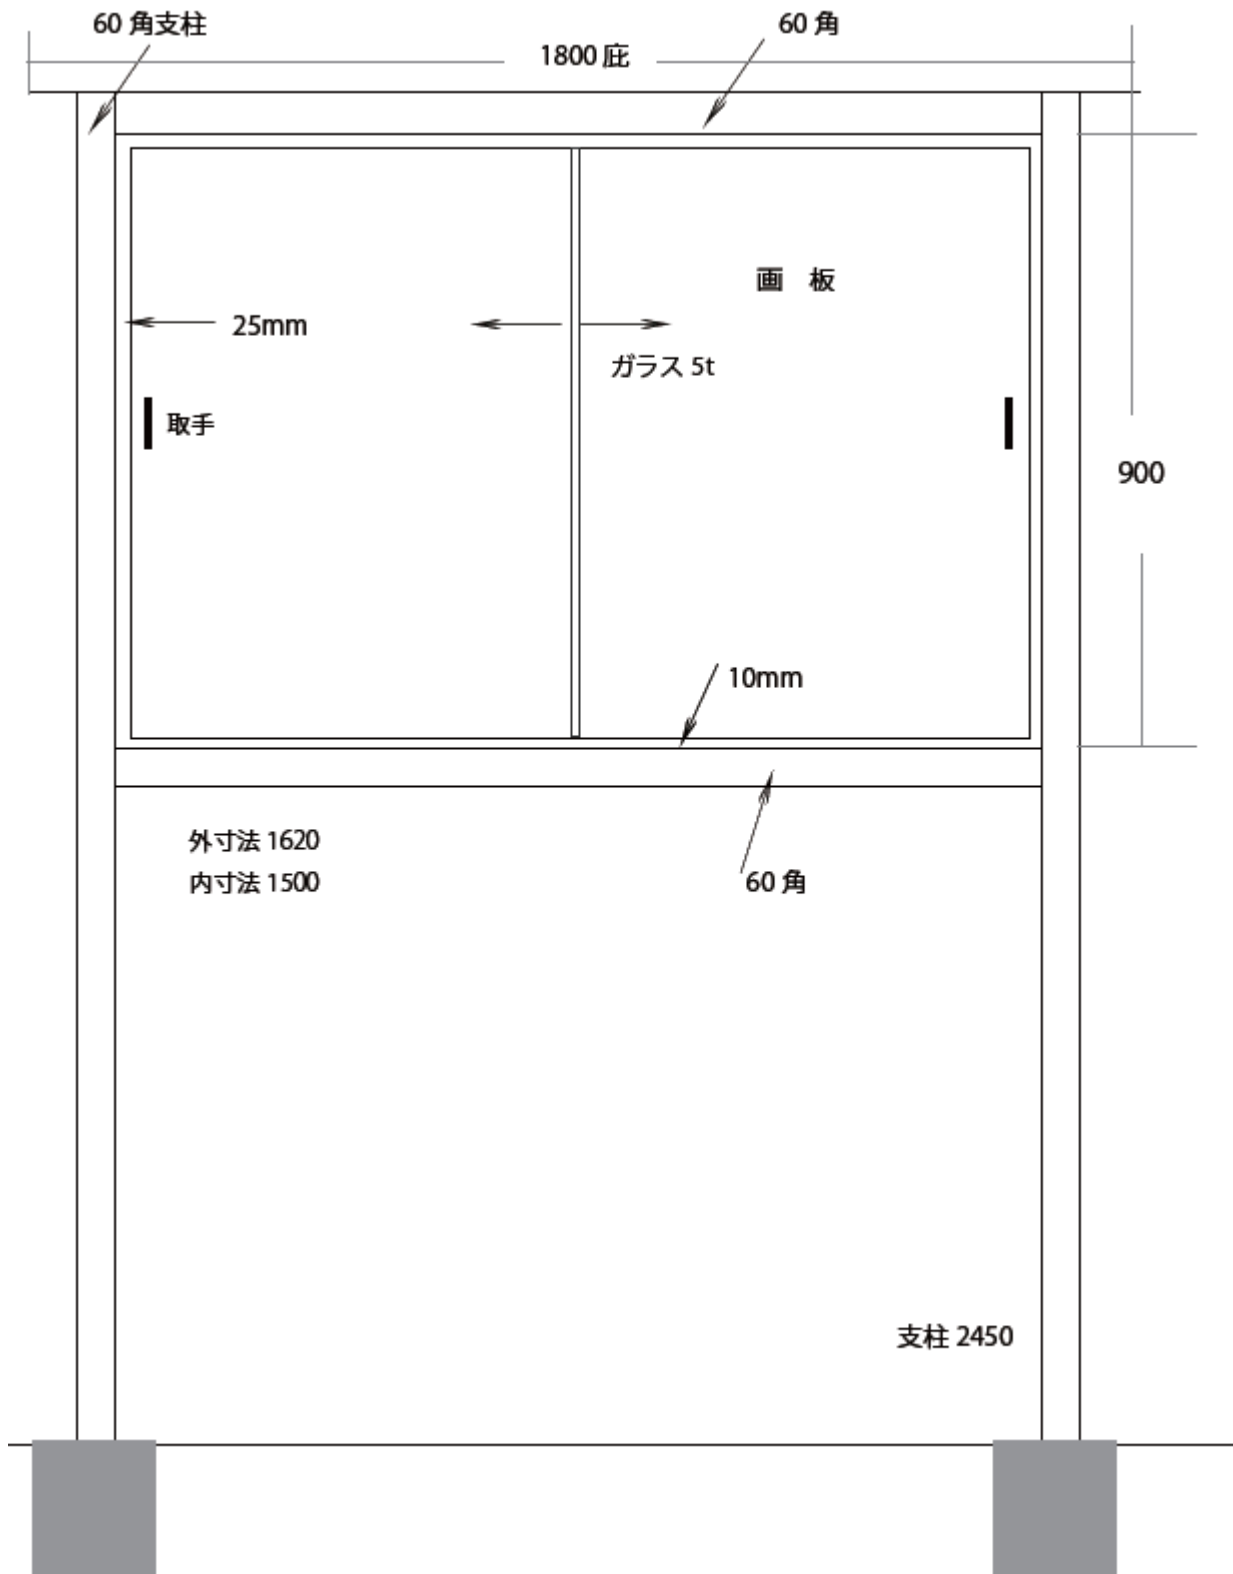 60 角支柱
60 角
1800 庇
画 板
25mm
ガラス 5t
取手
900
10mm
外寸法 1620
内寸法 1500
60 角
支柱 2450